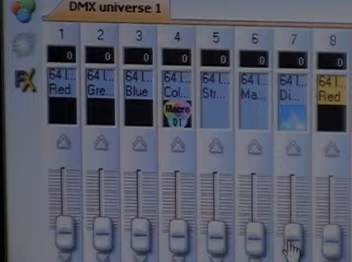 DMX universe 1
1 2 3 4 5 6 7 8
0 0 0 0 0 0 0 0
64 l... 64 l... 64 l... 64 l... 64 l... 64 l... 64 l... 64 l...
Red Gre... Blue Col... Str... Ma... Di... Red
FX
Macro
01